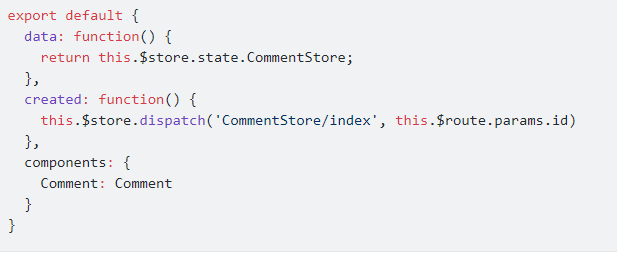 export default {
  data: function() {
    return this.$store.state.CommentStore;
  },
  created: function() {
    this.$store.dispatch('CommentStore/index', this.$route.params.id)
  },
  components: {
    Comment: Comment
  }
}